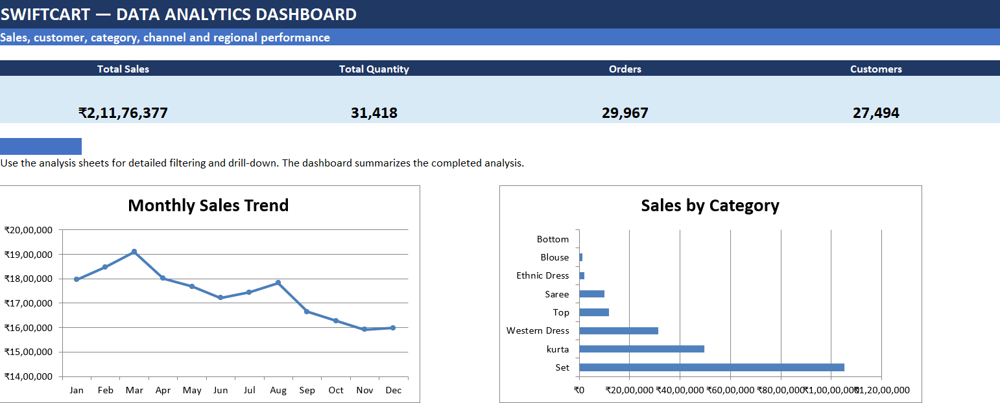 SWIFTCART — DATA ANALYTICS DASHBOARD
Sales, customer, category, channel and regional performance
Total Sales Total Quantity Orders Customers
₹2,11,76,377 31,418 29,967 27,494
Use the analysis sheets for detailed filtering and drill-down. The dashboard summarizes the completed analysis.
Monthly Sales Trend
₹20,00,000
₹19,00,000
₹18,00,000
₹17,00,000
₹16,00,000
₹15,00,000
₹14,00,000
Jan Feb Mar Apr May Jun Jul Aug Sep Oct Nov Dec
Sales by Category
Bottom
Blouse
Ethnic Dress
Saree
Top
Western Dress
kurta
Set
₹0 ₹20,00,000 ₹40,00,000 ₹60,00,000 ₹80,00,000 ₹1,00,00,000 ₹1,20,00,000